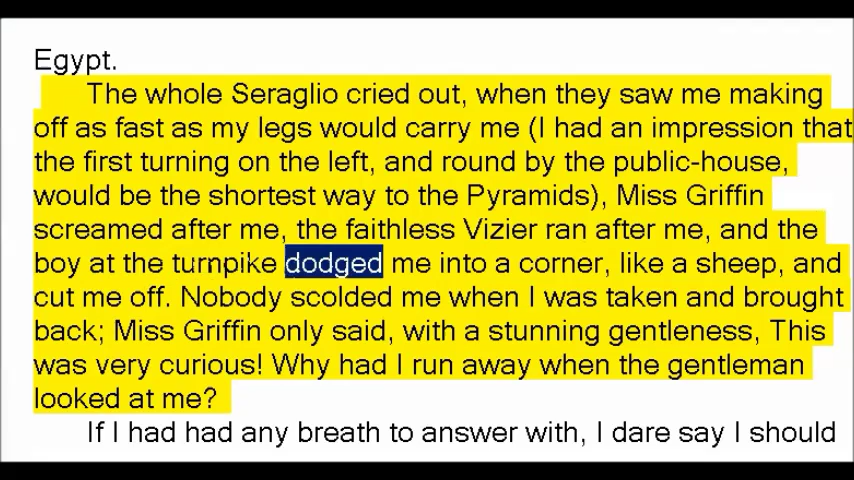 Egypt.
The whole Seraglio cried out, when they saw me making
off as fast as my legs would carry me (I had an impression that
the first turning on the left, and round by the public-house,
would be the shortest way to the Pyramids), Miss Griffin
screamed after me, the faithless Vizier ran after me, and the
boy at the turnpike dodged me into a corner, like a sheep, and
cut me off. Nobody scolded me when I was taken and brought
back; Miss Griffin only said, with a stunning gentleness, This
was very curious! Why had I run away when the gentleman
looked at me?
If I had had any breath to answer with, I dare say I should